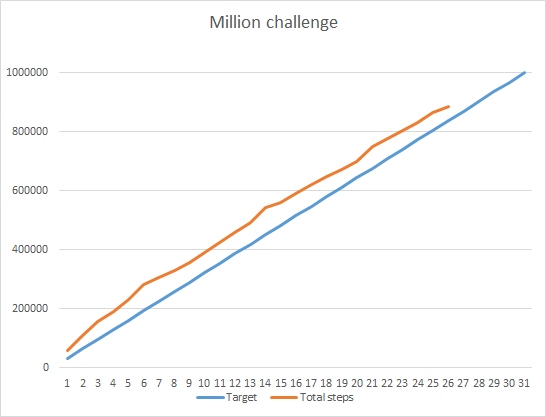 Million challenge
1000000
800000
600000
400000
200000
0
1 2 3 4 5 6 7 8 9 10 11 12 13 14 15 16 17 18 19 20 21 22 23 24 25 26 27 28 29 30 31
Target Total steps